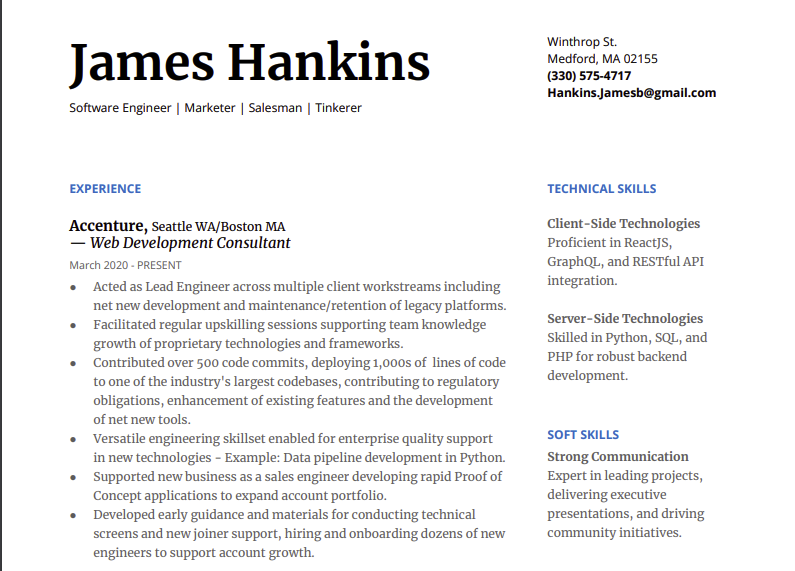 James Hankins
Software Engineer | Marketer | Salesman | Tinkerer
Winthrop St.
Medford, MA 02155
(330) 575-4717
Hankins.Jamesb@gmail.com
EXPERIENCE
Accenture, Seattle WA/Boston MA
— Web Development Consultant
March 2020 - PRESENT
● Acted as Lead Engineer across multiple client workstreams including
net new development and maintenance/retention of legacy platforms.
● Facilitated regular upskilling sessions supporting team knowledge
growth of proprietary technologies and frameworks.
● Contributed over 500 code commits, deploying 1,000s of  lines of code
to one of the industry's largest codebases, contributing to regulatory
obligations, enhancement of existing features and the development
of net new tools.
● Versatile engineering skillset enabled for enterprise quality support
in new technologies - Example: Data pipeline development in Python.
● Supported new business as a sales engineer developing rapid Proof of
Concept applications to expand account portfolio.
● Developed early guidance and materials for conducting technical
screens and new joiner support, hiring and onboarding dozens of new
engineers to support account growth.
TECHNICAL SKILLS
Client-Side Technologies
Proficient in ReactJS,
GraphQL, and RESTful API
integration.
Server-Side Technologies
Skilled in Python, SQL, and
PHP for robust backend
development.
SOFT SKILLS
Strong Communication
Expert in leading projects,
delivering executive
presentations, and driving
community initiatives.